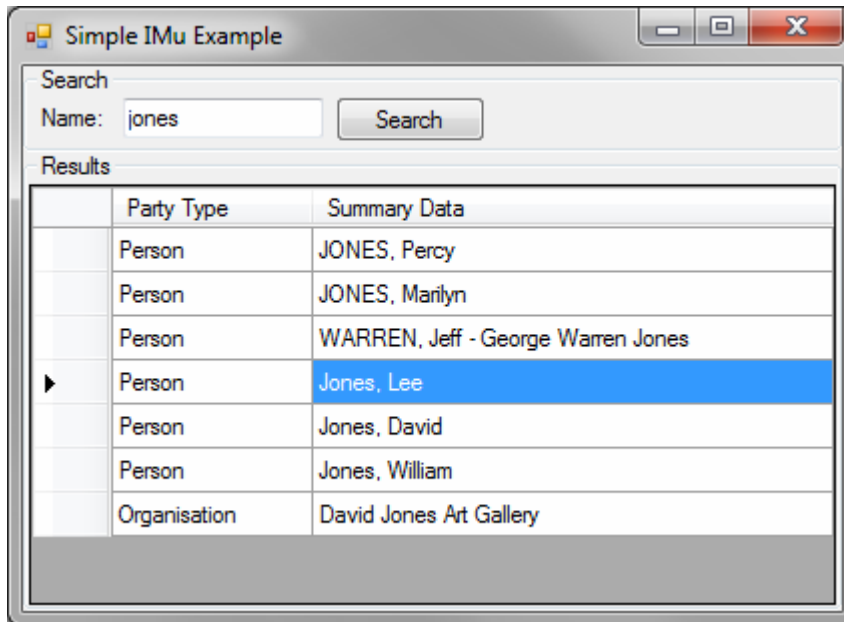 Simple IMu Example
Search
Name: jones Search
Results
Party Type Summary Data
Person JONES, Percy
Person JONES, Marilyn
Person WARREN, Jeff - George Warren Jones
Person Jones, Lee
Person Jones, David
Person Jones, William
Organisation David Jones Art Gallery